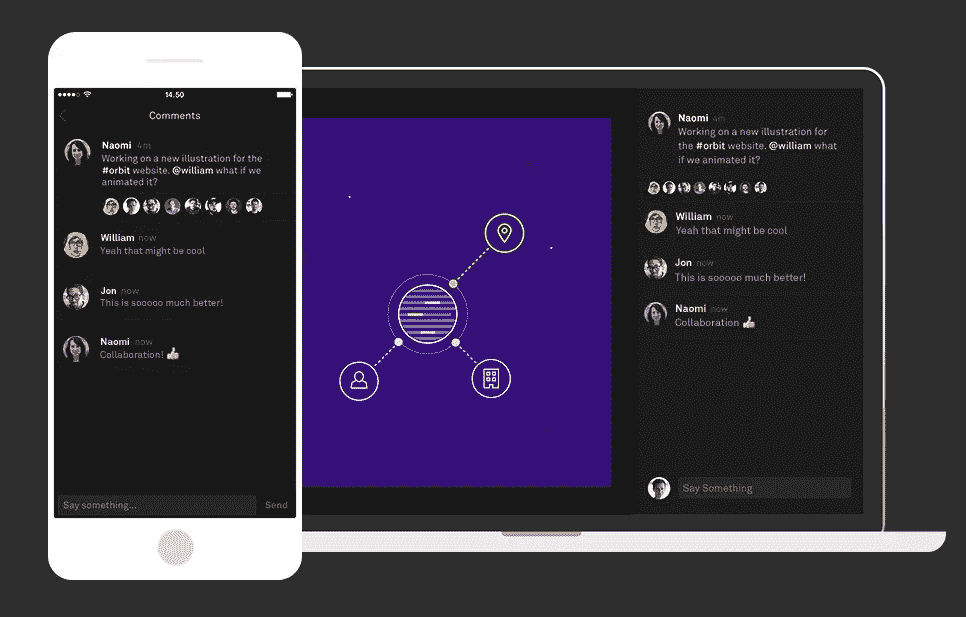 14.50
Comments
Naomi 4m
Working on a new illustration for the
#orbit website. @william what if we
animated it?
William now
Yeah that might be cool
Jon now
This is sooooo much better!
Naomi now
Collaboration! 👍
Say something...
Send
Naomi 4m
Working on a new illustration for
the #orbit website. @william what
if we animated it?
William now
Yeah that might be cool
Jon now
This is sooooo much better!
Naomi now
Collaboration 👍
Say Something